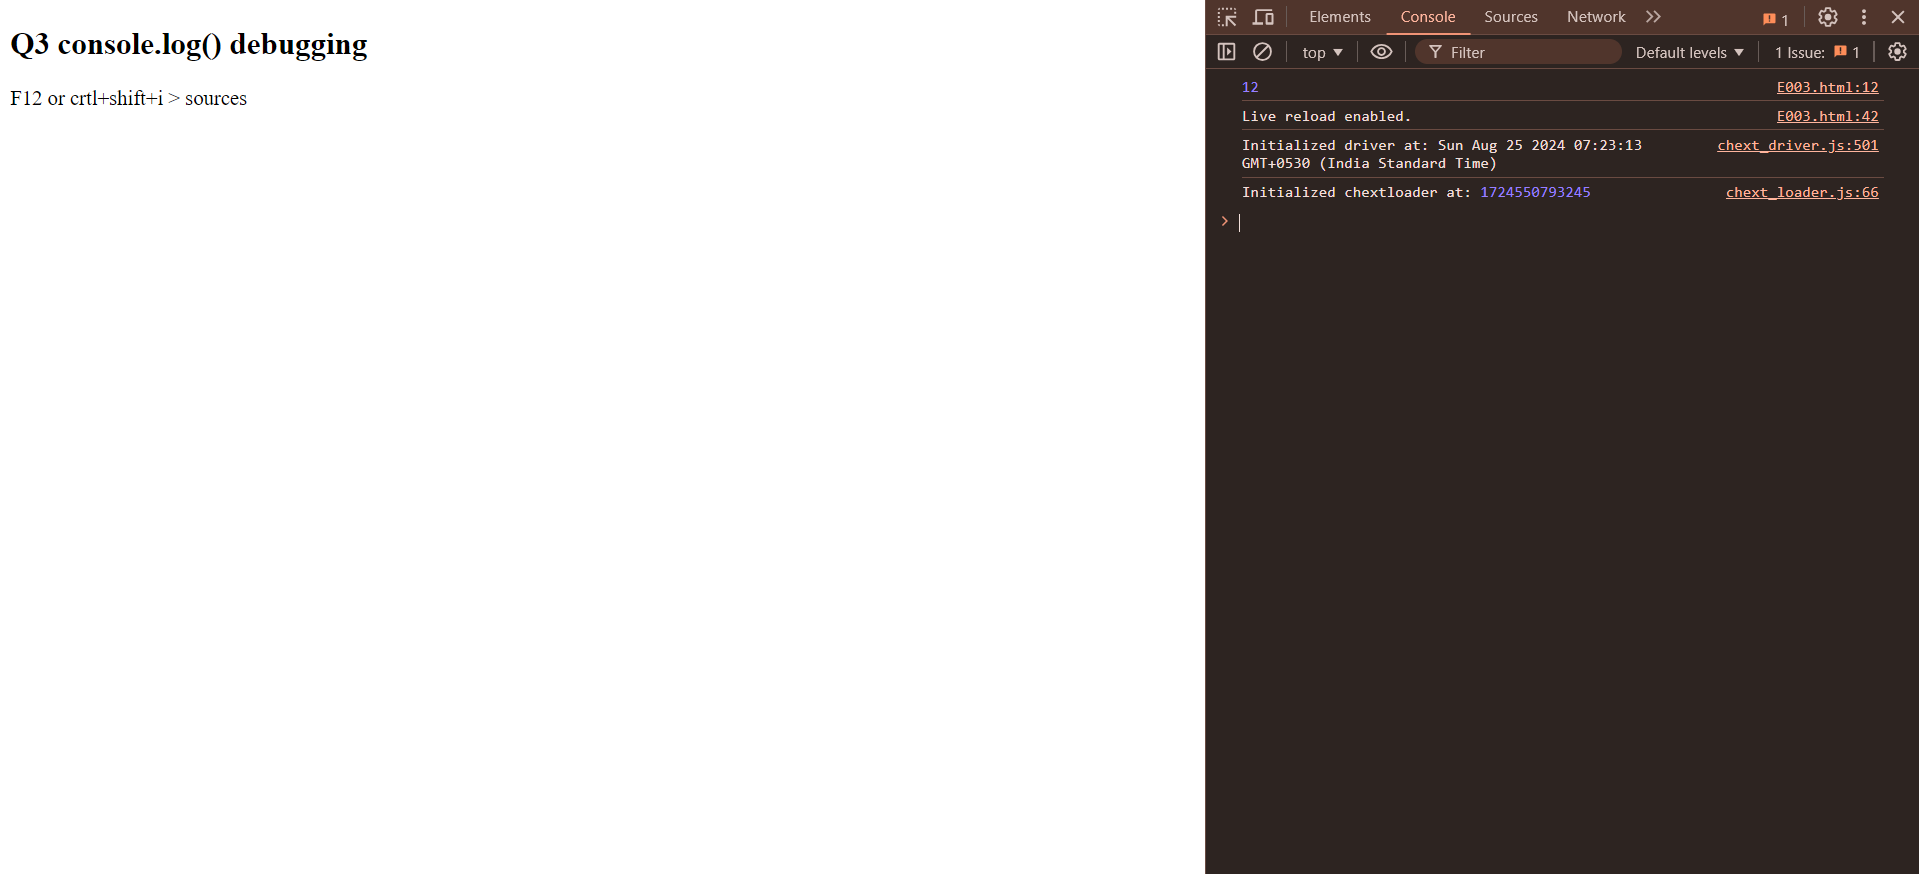 Q3 console.log() debugging
F12 or crtl+shift+i > sources
Elements Console Sources Network 1
top Filter Default levels 1 Issue: 1
12 E003.html:12
Live reload enabled. E003.html:42
Initialized driver at: Sun Aug 25 2024 07:23:13 chext_driver.js:501
GMT+0530 (India Standard Time)
Initialized chextloader at: 1724550793245 chext_loader.js:66